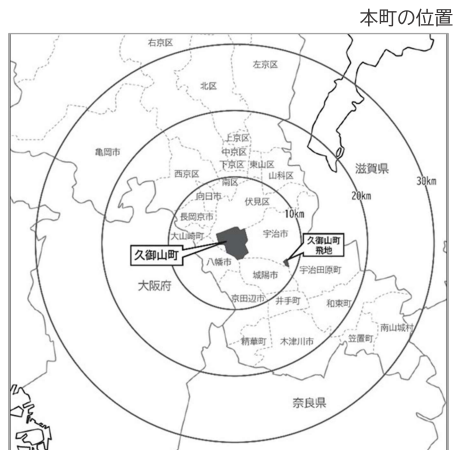 本町の位置
右京区
左京区
北区
亀岡市
上京区
中京区
下京区
東山区
西京区
山科区
南区
滋賀県
30km
20km
向日市
伏見区
長岡京市
10km
大山崎町
宇治市
久御山町
久御山町
飛地
八幡市
城陽市
宇治田原町
大阪府
京田辺市
井手町
和束町
南山城村
精華町
木津川市
笠置町
奈良県